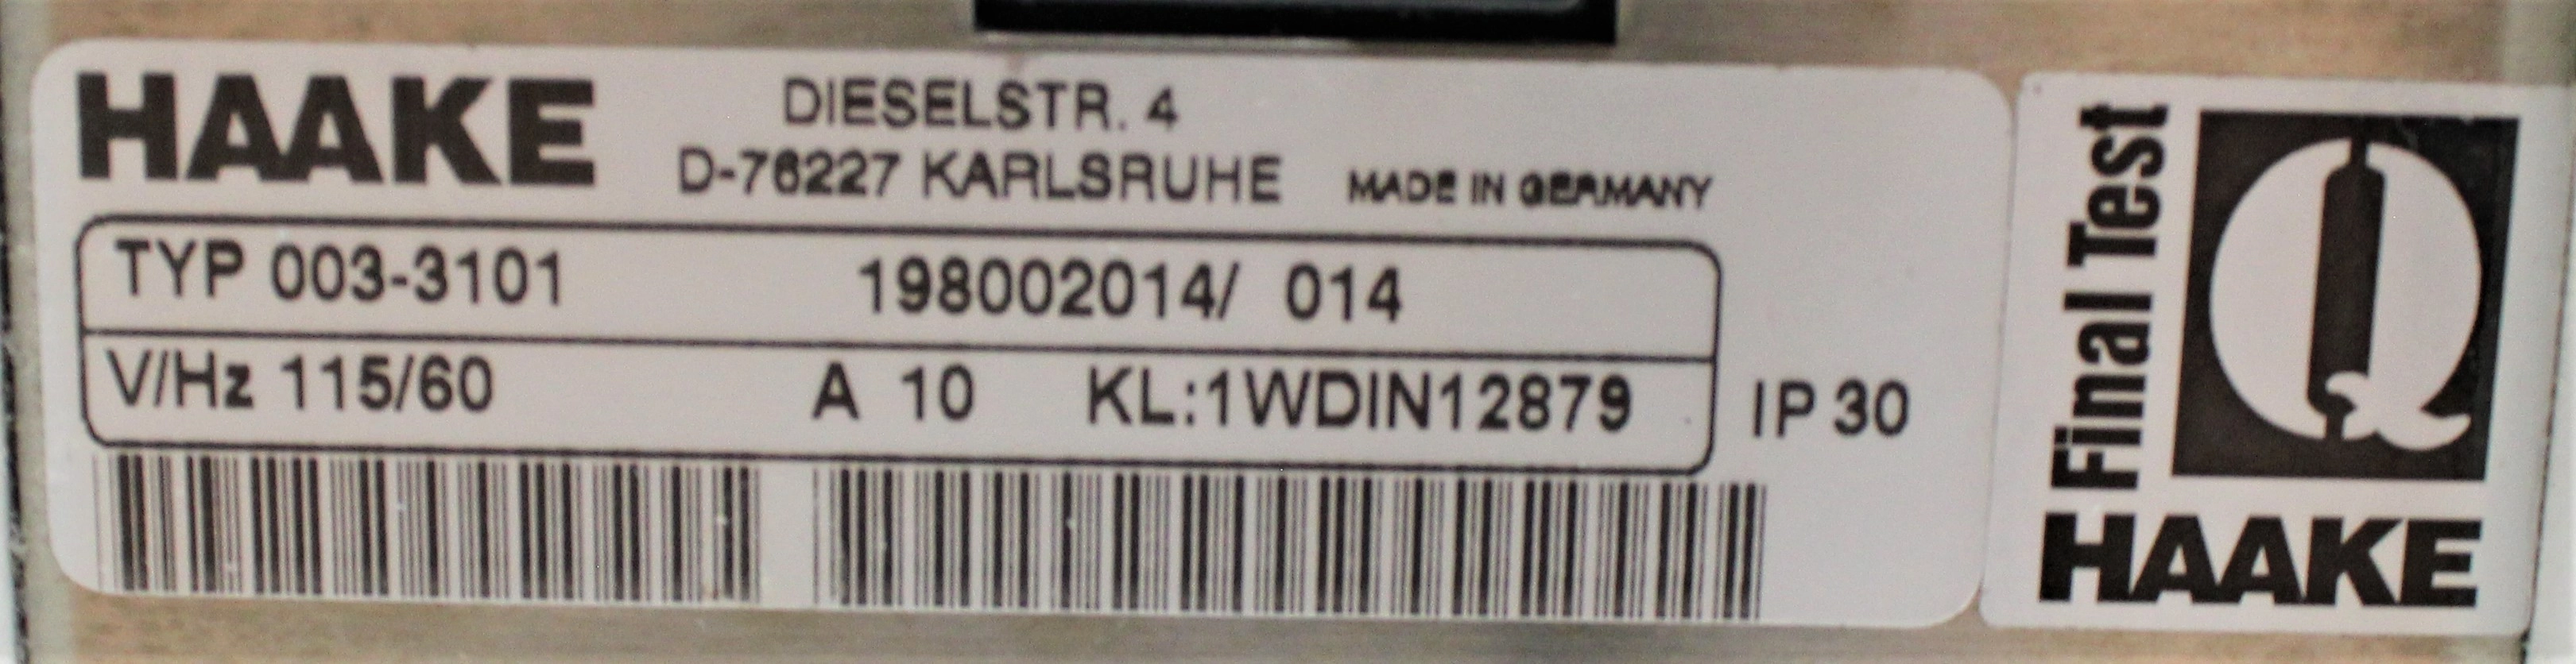 HAAKE
DIESELSTR. 4
D-76227 KARLSRUHE MADE IN GERMANY
TYP 003-3101 198002014/ 014
V/Hz 115/60 A 10 KL:1WDIN12879 IP 30
Final Test
Q
HAAKE